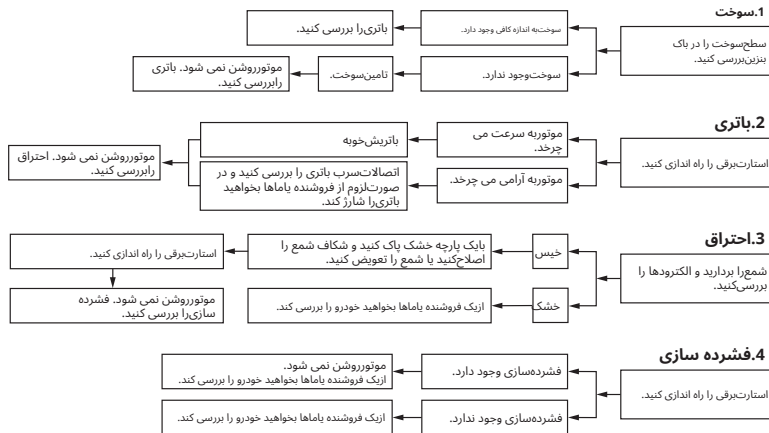 1.سوخت
سطح‌سوخت را در باک
بنزین‌بررسی کنید.
سوخت‌به اندازه کافی وجود دارد.
باتری‌را بررسی کنید.
سوخت‌وجود ندارد.
تامین‌سوخت.
موتورروشن نمی شود. باتری
رابررسی کنید.
2.باتری
استارت‌برقی را راه اندازی کنید.
موتوربه سرعت می
چرخد.
باتریش‌خوبه
موتوربه آرامی می چرخد.
اتصالات‌سرب باتری را بررسی کنید و در
صورت‌لزوم از فروشنده یاماها بخواهید
باتری‌را شارژ کند.
موتورروشن نمی شود. احتراق
رابررسی کنید.
3.احتراق
شمع‌را بردارید و الکترودها را
بررسی‌کنید.
خیس
بایک پارچه خشک پاک کنید و شکاف شمع را
اصلاح‌کنید یا شمع را تعویض کنید.
استارت‌برقی را راه اندازی کنید.
موتورروشن نمی شود. فشرده
سازی‌را بررسی کنید.
خشک
ازیک فروشنده یاماها بخواهید خودرو را بررسی کند.
4.فشرده سازی
استارت‌برقی را راه اندازی کنید.
فشرده‌سازی وجود دارد.
موتورروشن نمی شود.
ازیک فروشنده یاماها بخواهید خودرو را بررسی کند.
فشرده‌سازی وجود ندارد.
ازیک فروشنده یاماها بخواهید خودرو را بررسی کند.